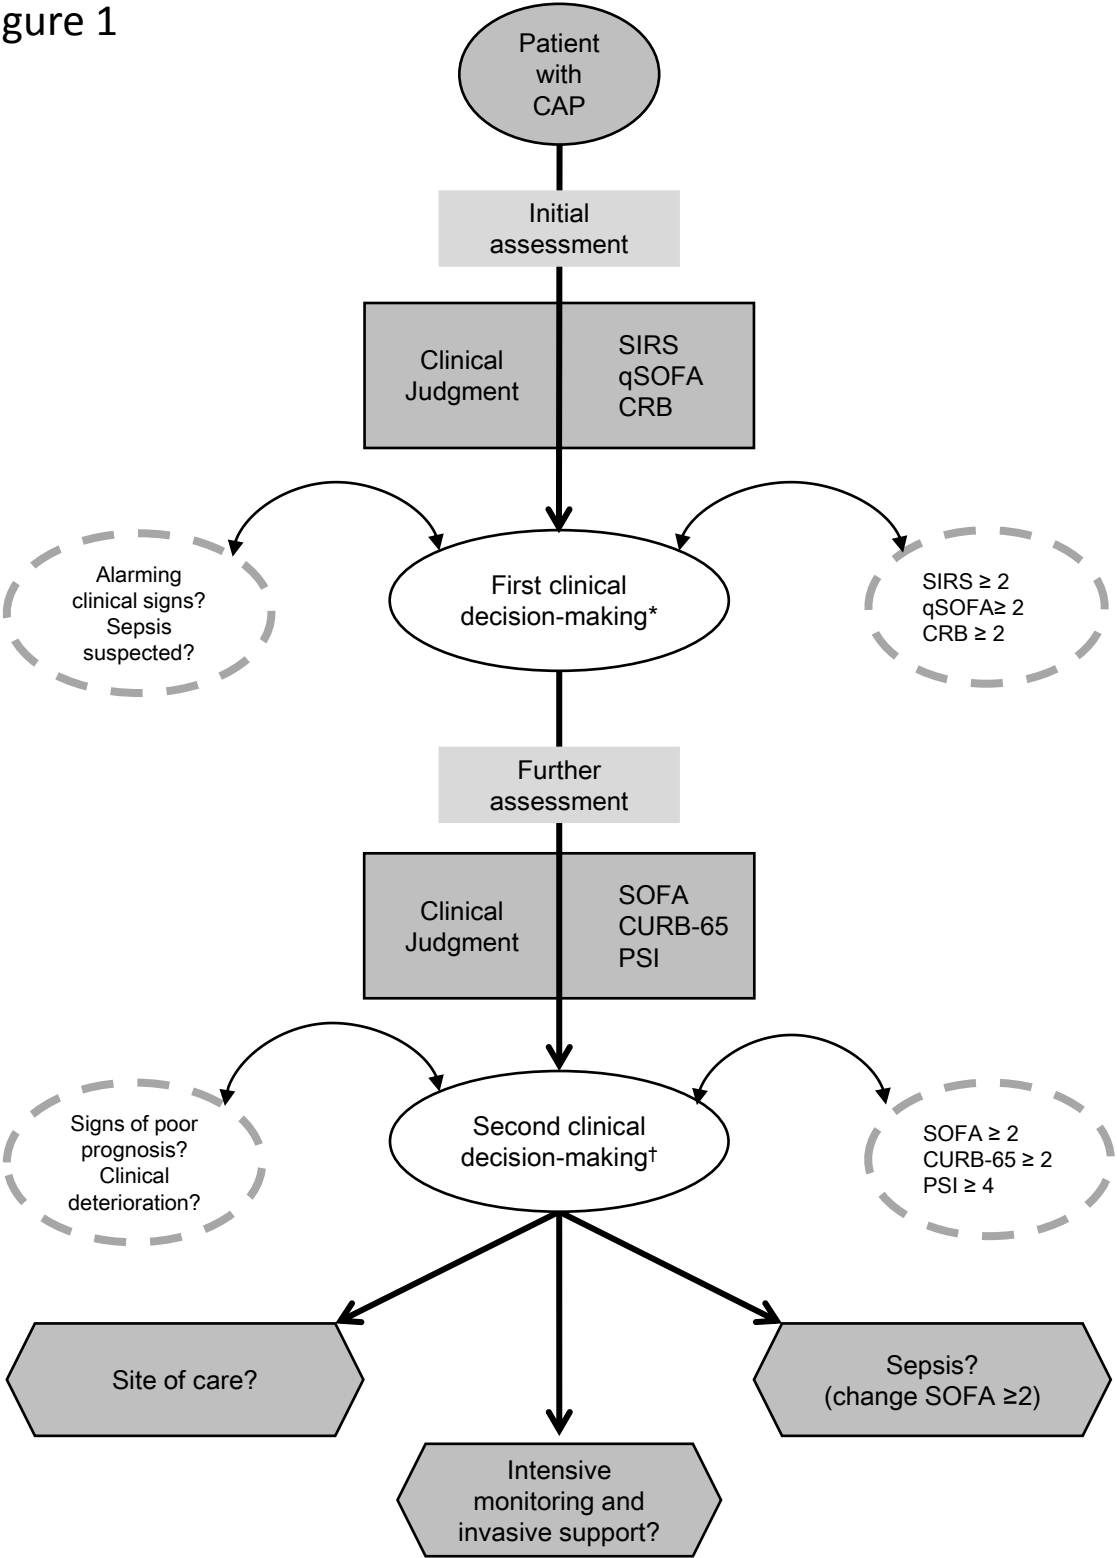 gure 1
Patient
with
CAP
Initial
assessment
Clinical
Judgment
SIRS
qSOFA
CRB
Alarming
clinical signs?
Sepsis
suspected?
First clinical
decision-making*
SIRS ≥ 2
qSOFA≥ 2
CRB ≥ 2
Further
assessment
Clinical
Judgment
SOFA
CURB-65
PSI
Signs of poor
prognosis?
Clinical
deterioration?
Second clinical
decision-making†
SOFA ≥ 2
CURB-65 ≥ 2
PSI ≥ 4
Site of care?
Sepsis?
(change SOFA ≥2)
Intensive
monitoring and
invasive support?